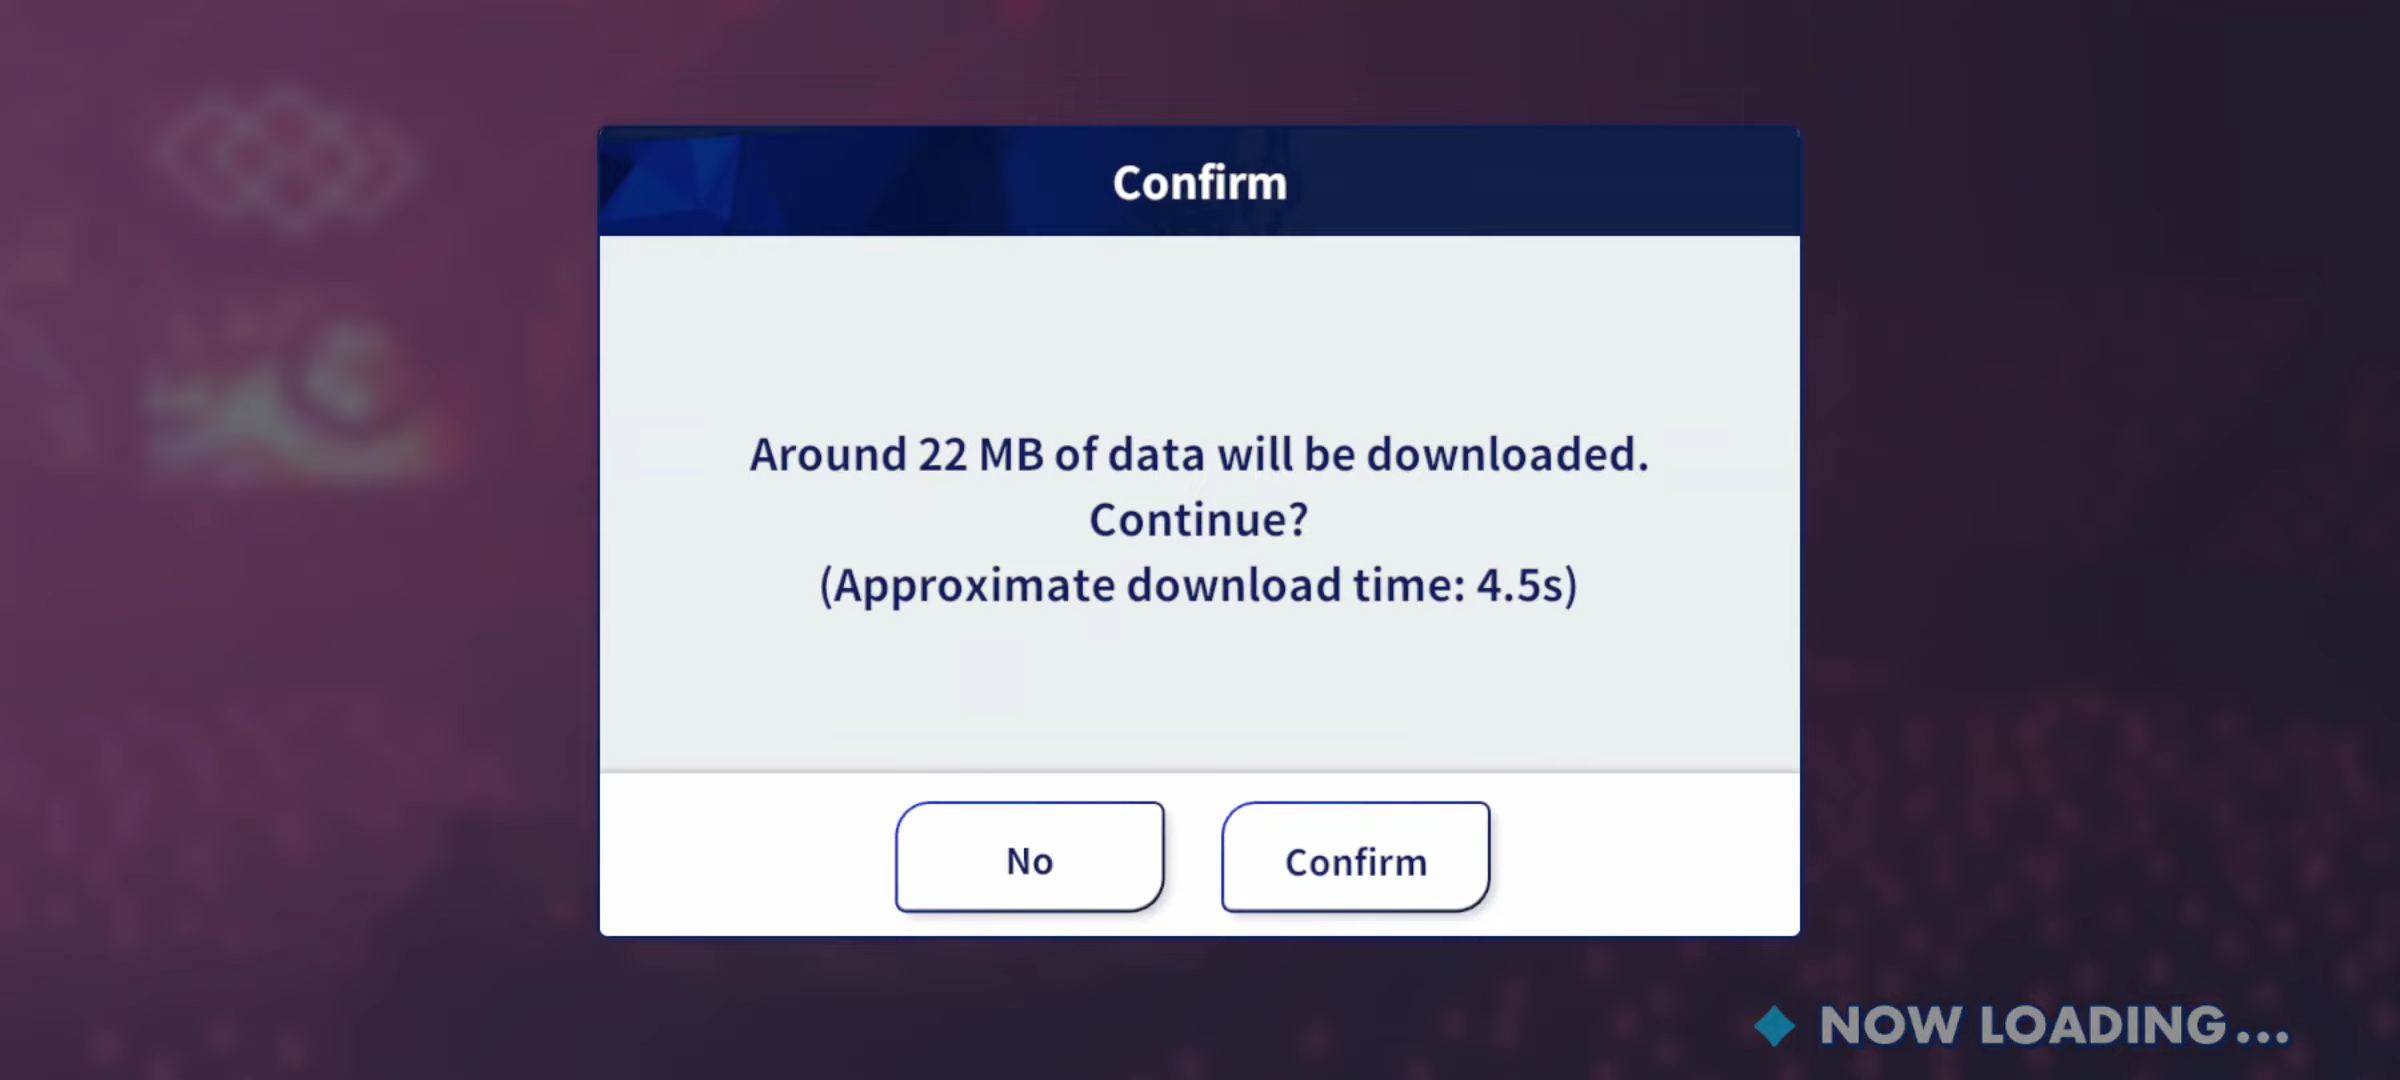 Confirm
Around 22 MB of data will be downloaded.
Continue?
(Approximate download time: 4.5s)
No
Confirm
NOW LOADING...